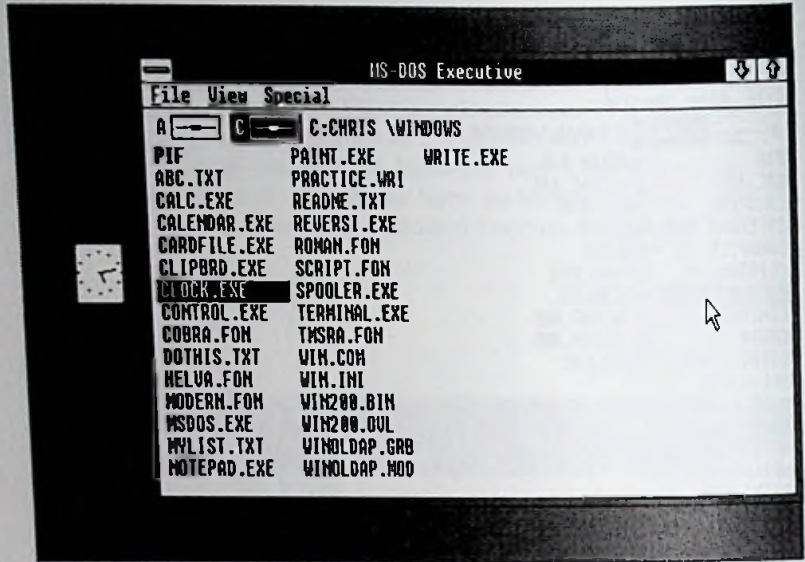 MS-DOS Executive
File View Special
A C C:CHRIS \WINDOWS
PIF PAINT.EXE WRITE.EXE
ABC.TXT PRACTICE.WRI
CALC.EXE README.TXT
CALENDAR.EXE REVERSI.EXE
CARDFILE.EXE ROMAN.FON
CLIPBRD.EXE SCRIPT.FON
CLOCK.EXE SPOOLER.EXE
CONTROL.EXE TERMINAL.EXE
COBRA.FON TMSRA.FON
DOTHIS.TXT WIN.COM
HELVA.FON WIN.INI
MODERN.FON WIN200.BIN
MSDOS.EXE WIN200.OVL
MYLIST.TXT WINOLDAP.GRB
NOTEPAD.EXE WINOLDAP.MOD